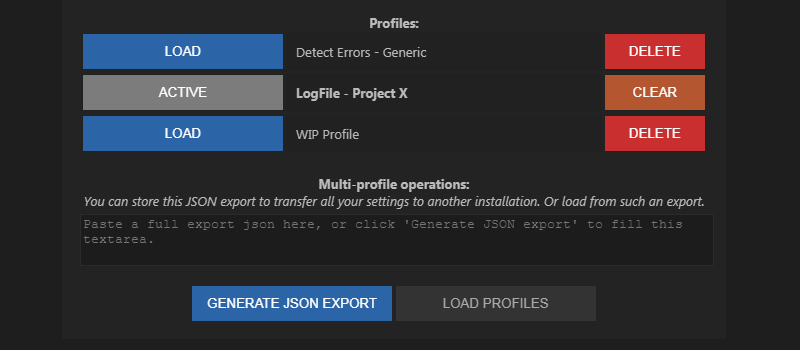 Profiles:
LOAD Detect Errors - Generic DELETE
ACTIVE LogFile - Project X CLEAR
LOAD WIP Profile DELETE
Multi-profile operations:
You can store this JSON export to transfer all your settings to another installation. Or load from such an export.
Paste a full export json here, or click 'Generate JSON export' to fill this
textarea.
GENERATE JSON EXPORT LOAD PROFILES